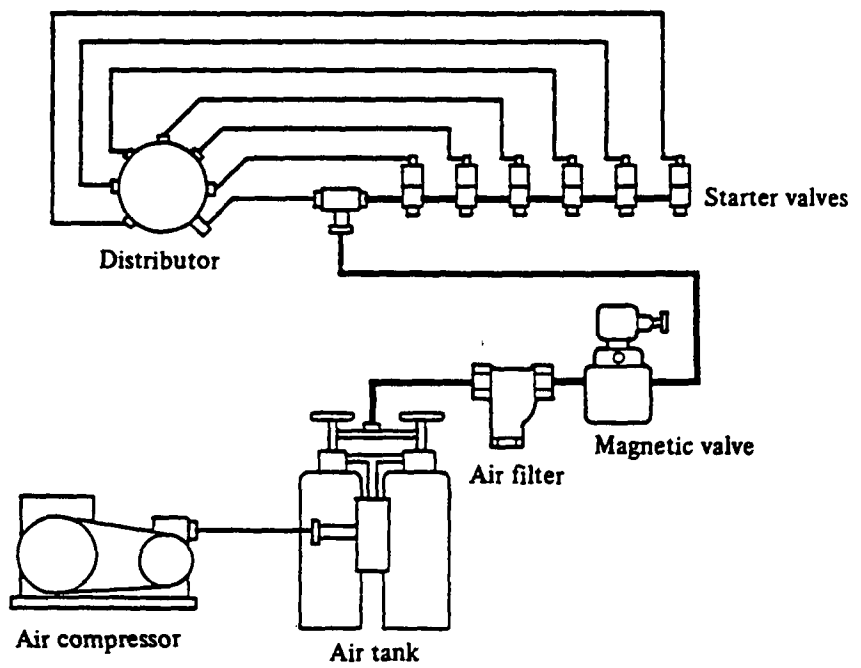 Starter valves
Distributor
Magnetic valve
Air filter
Air compressor
Air tank